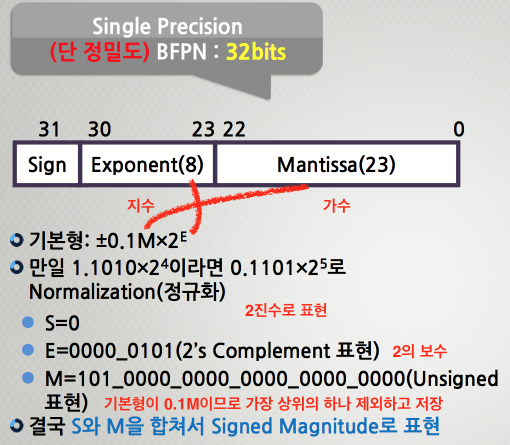 Single Precision
(단 정밀도) BFPN : 32bits
31 30 23 22 0
Sign Exponent(8) Mantissa(23)
지수 가수
기본형: ±0.1M×2ᴱ
만일 1.1010×2⁴이라면 0.1101×2⁵로
Normalization(정규화)
2진수로 표현
S=0
E=0000_0101(2's Complement 표현) 2의 보수
M=101_0000_0000_0000_0000_0000(Unsigned
표현) 기본형이 0.1M이므로 가장 상위의 하나 제외하고 저장
결국 S와 M을 합쳐서 Signed Magnitude로 표현